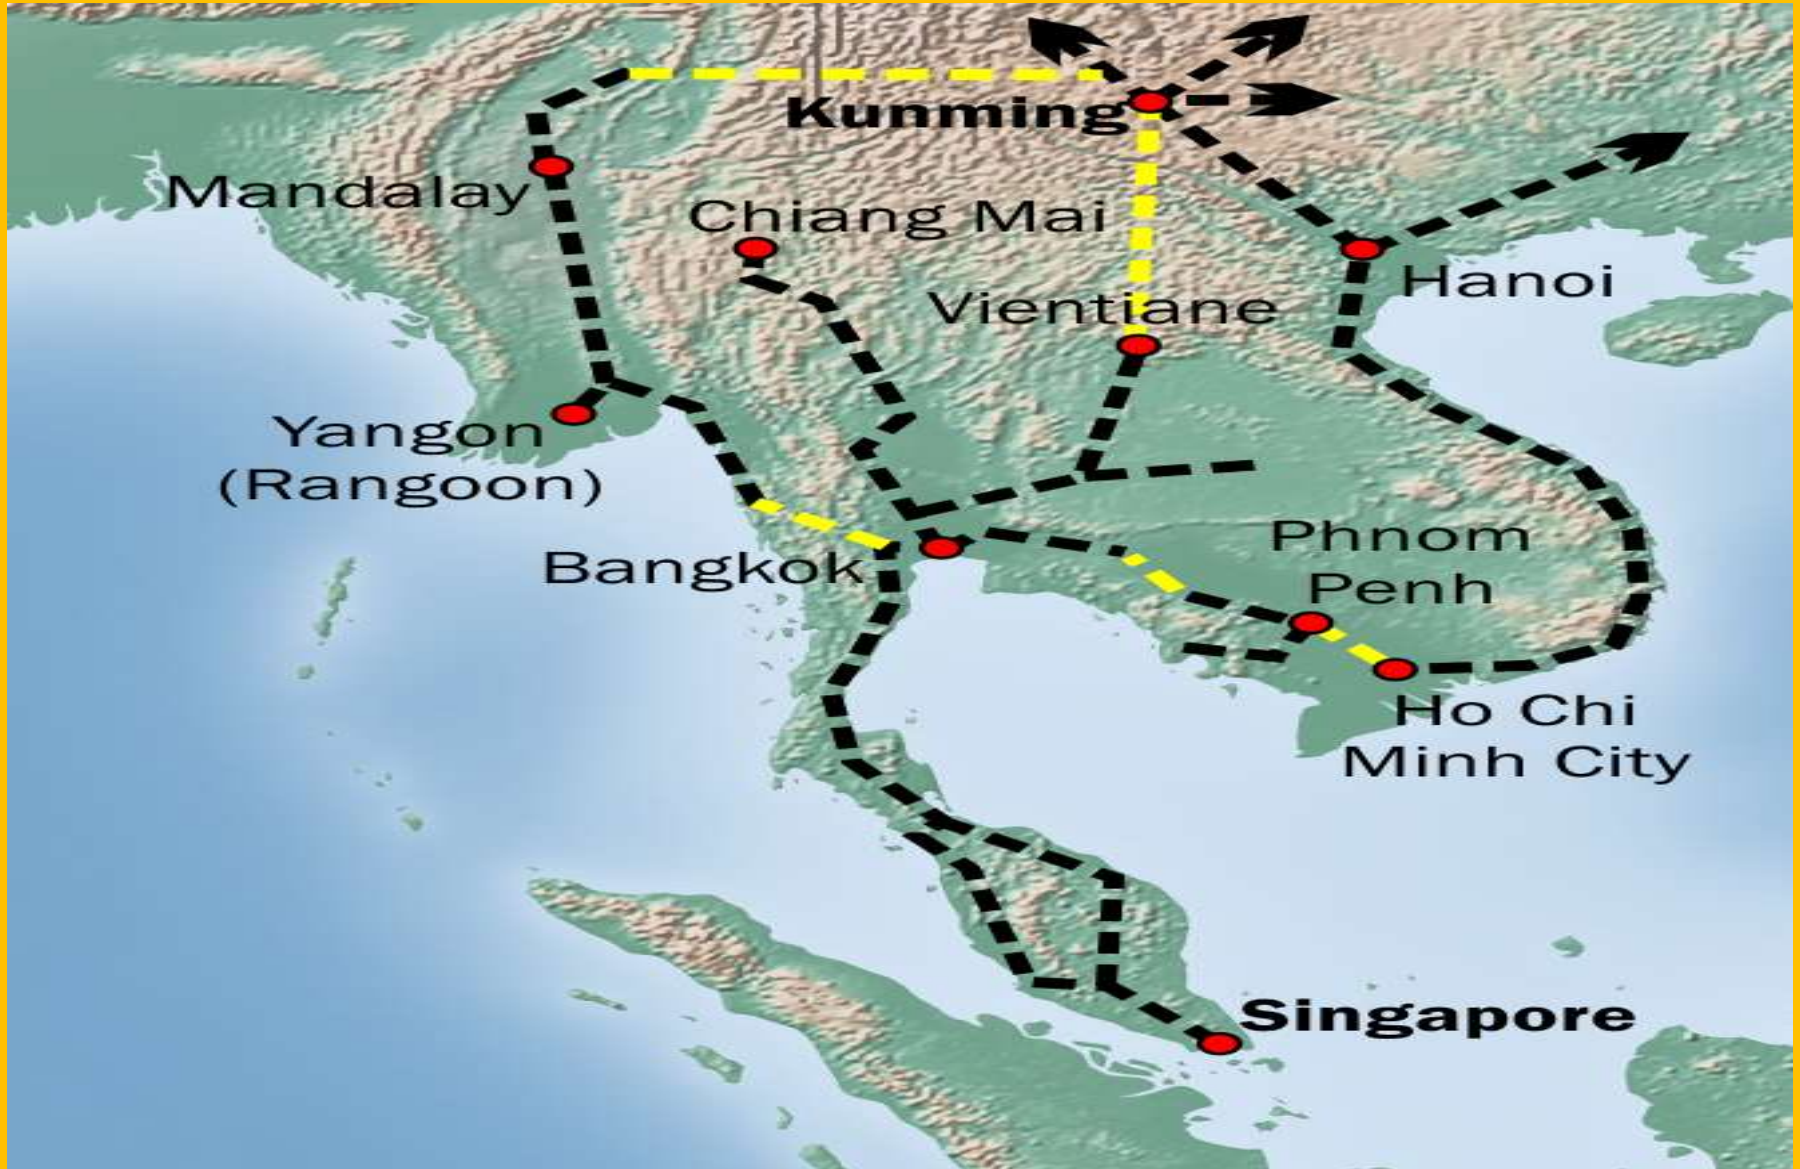 Kunming
Mandalay
Chiang Mai
Hanoi
Vientiane
Yangon
(Rangoon)
Bangkok
Phnom
Penh
Ho Chi
Minh City
Singapore